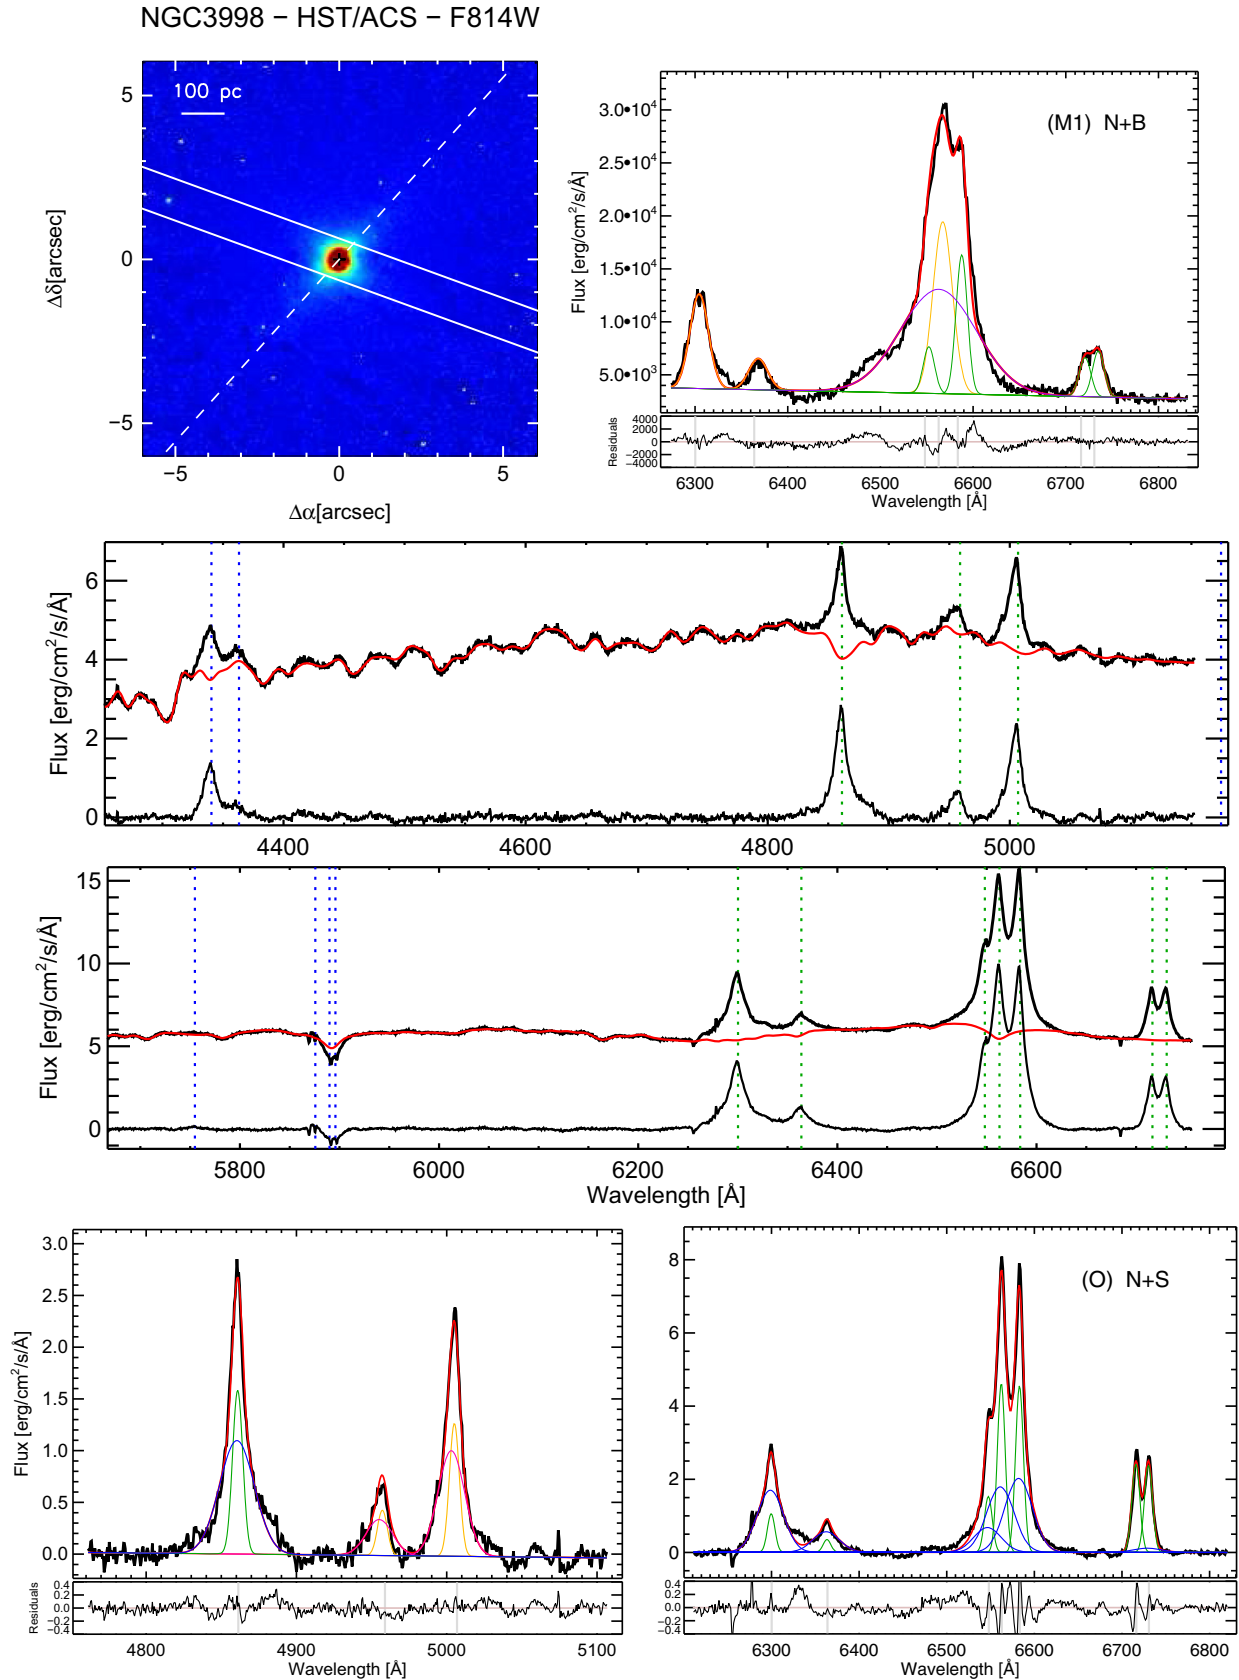 NGC3998 − HST/ACS − F814W
100 pc
5
0
−5
Δδ[arcsec]
−5 0 5
Δα[arcsec]
(M1) N+B
3.0•10⁴
2.5•10⁴
2.0•10⁴
1.5•10⁴
1.0•10⁴
5.0•10³
Flux [erg/cm²/s/Å]
4000
2000
0
−2000
−4000
Residuals
6300 6400 6500 6600 6700 6800
Wavelength [Å]
6
4
2
0
Flux [erg/cm²/s/Å]
4400 4600 4800 5000
15
10
5
0
Flux [erg/cm²/s/Å]
5800 6000 6200 6400 6600
Wavelength [Å]
3.0
2.5
2.0
1.5
1.0
0.5
0.0
Flux [erg/cm²/s/Å]
0.4
0.2
0.0
−0.2
−0.4
Residuals
4800 4900 5000 5100
Wavelength [Å]
(O) N+S
8
6
4
2
0
0.4
0.2
0.0
−0.2
−0.4
6300 6400 6500 6600 6700 6800
Wavelength [Å]